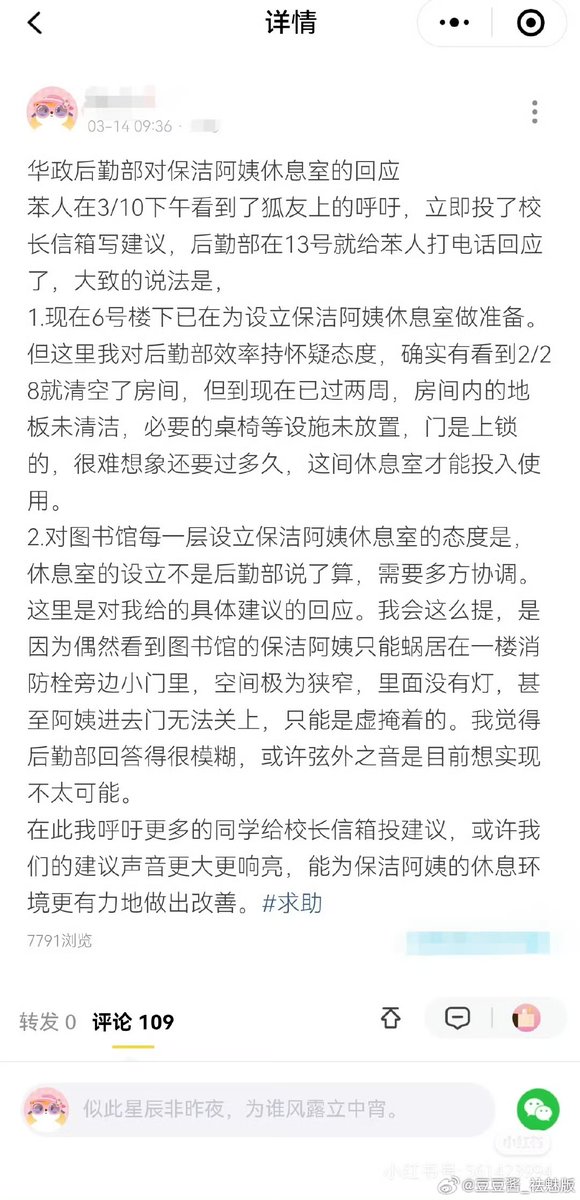 详情
03-14 09:36 ·
华政后勤部对保洁阿姨休息室的回应
苯人在3/10下午看到了狐友上的呼吁，立即投了校
长信箱写建议，后勤部在13号就给苯人打电话回应
了，大致的说法是，
1.现在6号楼下已在为设立保洁阿姨休息室做准备。
但这里我对后勤部效率持怀疑态度，确实有看到2/2
8就清空了房间，但到现在已过两周，房间内的地
板未清洁，必要的桌椅等设施未放置，门是上锁
的，很难想象还要过多久，这间休息室才能投入使
用。
2.对图书馆每一层设立保洁阿姨休息室的态度是，
休息室的设立不是后勤部说了算，需要多方协调。
这里是对我给的具体建议的回应。我会这么提，是
因为偶然看到图书馆的保洁阿姨只能蜗居在一楼消
防栓旁边小门里，空间极为狭窄，里面没有灯，甚
至阿姨进去门无法关上，只能是虚掩着的。我觉得
后勤部回答得很模糊，或许弦外之音是目前想实现
不太可能。
在此我呼吁更多的同学给校长信箱投建议，或许我
们的建议声音更大更响亮，能为保洁阿姨的休息环
境更有力地做出改善。#求助
7791浏览
转发 0 评论 109
似此星辰非昨夜，为谁风露立中宵。
小红书
@豆豆酱_祛魅版